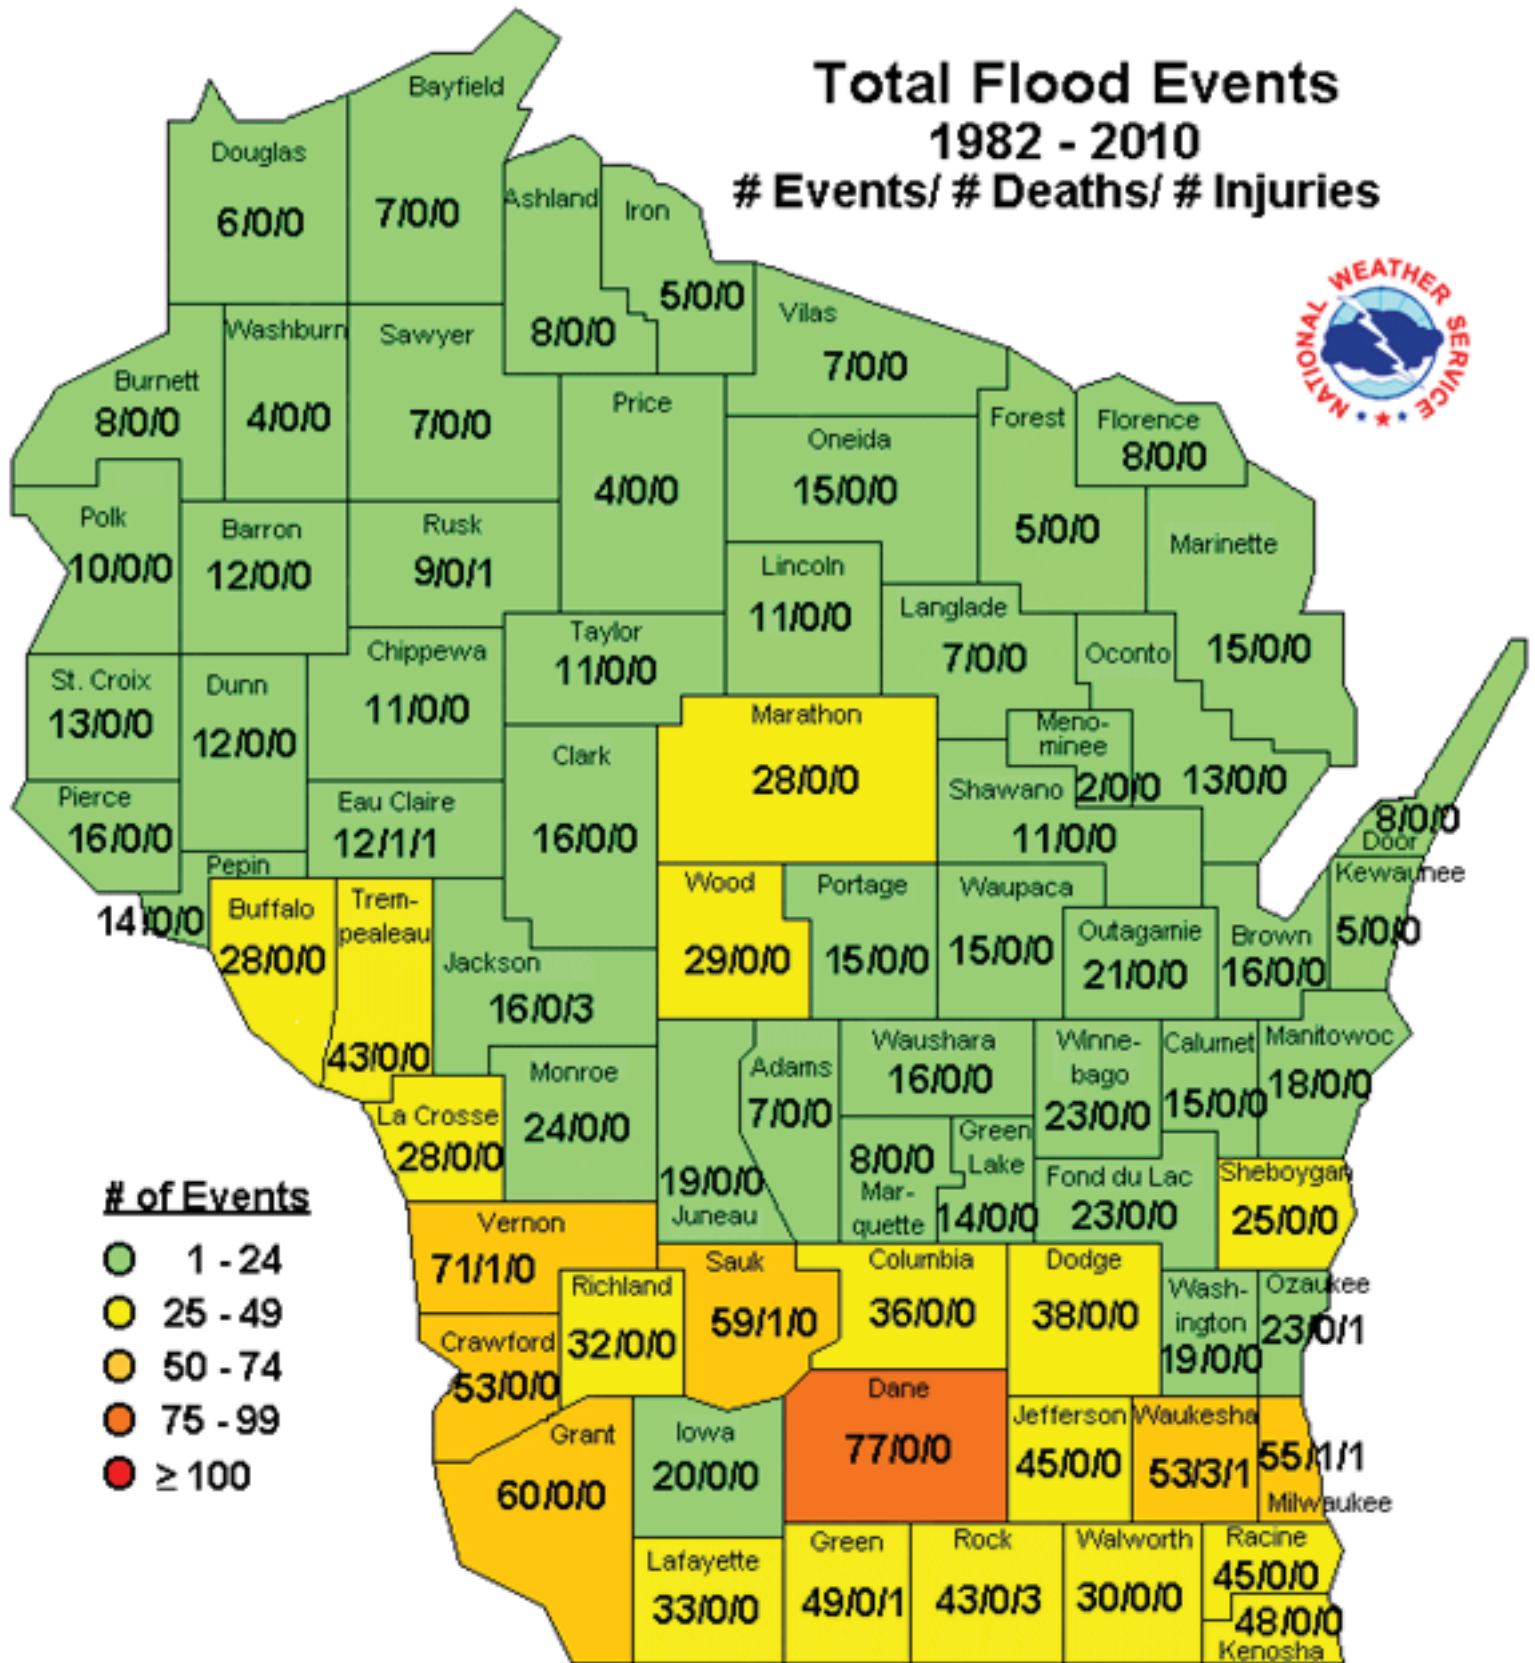 Total Flood Events
1982 - 2010
# Events/ # Deaths/ # Injuries
NATIONAL WEATHER SERVICE
Bayfield
7/0/0
Douglas
6/0/0
Ashland
8/0/0
Iron
5/0/0
Vilas
7/0/0
Washburn
4/0/0
Sawyer
7/0/0
Burnett
8/0/0
Price
4/0/0
Oneida
15/0/0
Forest
5/0/0
Florence
8/0/0
Polk
10/0/0
Barron
12/0/0
Rusk
9/0/1
Marinette
15/0/0
Lincoln
11/0/0
Langlade
7/0/0
Taylor
11/0/0
Chippewa
11/0/0
Oconto
13/0/0
St. Croix
13/0/0
Dunn
12/0/0
Marathon
28/0/0
Meno-
minee
2/0/0
Clark
16/0/0
Shawano
11/0/0
Pierce
16/0/0
Eau Claire
12/1/1
8/0/0
Door
Pepin
14/0/0
Buffalo
28/0/0
Trem-
pealeau
43/0/0
Jackson
16/0/3
Wood
29/0/0
Portage
15/0/0
Waupaca
15/0/0
Outagamie
21/0/0
Brown
16/0/0
Kewaunee
5/0/0
Monroe
24/0/0
Adams
7/0/0
Waushara
16/0/0
Winne-
bago
23/0/0
Calumet
15/0/0
Manitowoc
18/0/0
La Crosse
28/0/0
19/0/0
Juneau
8/0/0
Mar-
quette
Green
Lake
14/0/0
Fond du Lac
23/0/0
Sheboygan
25/0/0
Vernon
71/1/0
Richland
32/0/0
Sauk
59/1/0
Columbia
36/0/0
Dodge
38/0/0
Wash-
ington
19/0/0
Ozaukee
23/0/1
Crawford
53/0/0
Grant
60/0/0
Iowa
20/0/0
Dane
77/0/0
Jefferson
45/0/0
Waukesha
53/3/1
55/1/1
Milwaukee
Lafayette
33/0/0
Green
49/0/1
Rock
43/0/3
Walworth
30/0/0
Racine
45/0/0
48/0/0
Kenosha
# of Events
1 - 24
25 - 49
50 - 74
75 - 99
≥ 100